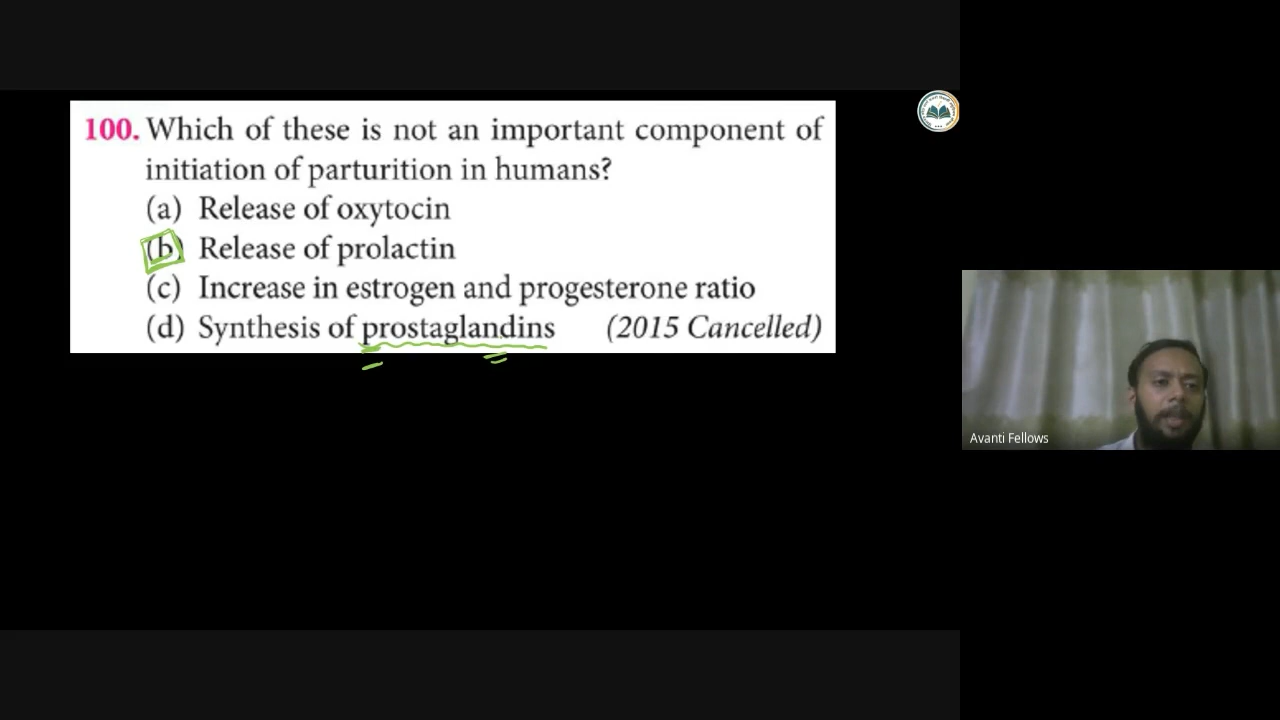 100. Which of these is not an important component of
initiation of parturition in humans?
(a) Release of oxytocin
(b) Release of prolactin
(c) Increase in estrogen and progesterone ratio
(d) Synthesis of prostaglandins (2015 Cancelled)
Avanti Fellows